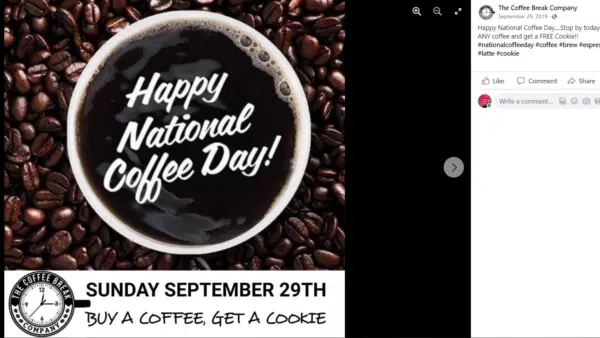 Happy
National
Coffee Day!
THE COFFEE BREAK
COMPANY
SUNDAY SEPTEMBER 29TH
BUY A COFFEE, GET A COOKIE
The Coffee Break Company
September 29, 2019
Happy National Coffee Day....Stop by today
ANY coffee and get a FREE Cookie!!
#nationalcoffeeday #coffee #brew #espres
#latte #cookie
Like Comment Share
Write a comment...